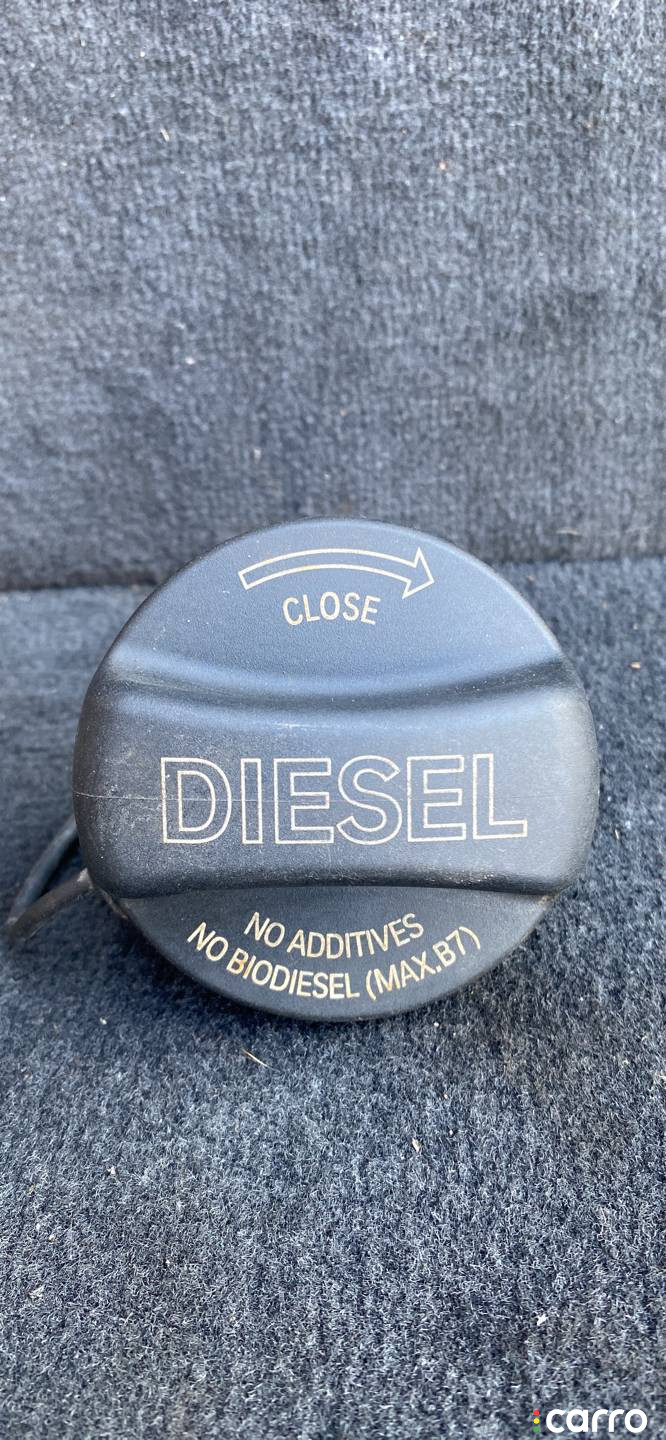 CLOSE
DIESEL
NO ADDITIVES
NO BIODIESEL (MAX.B7)
carro